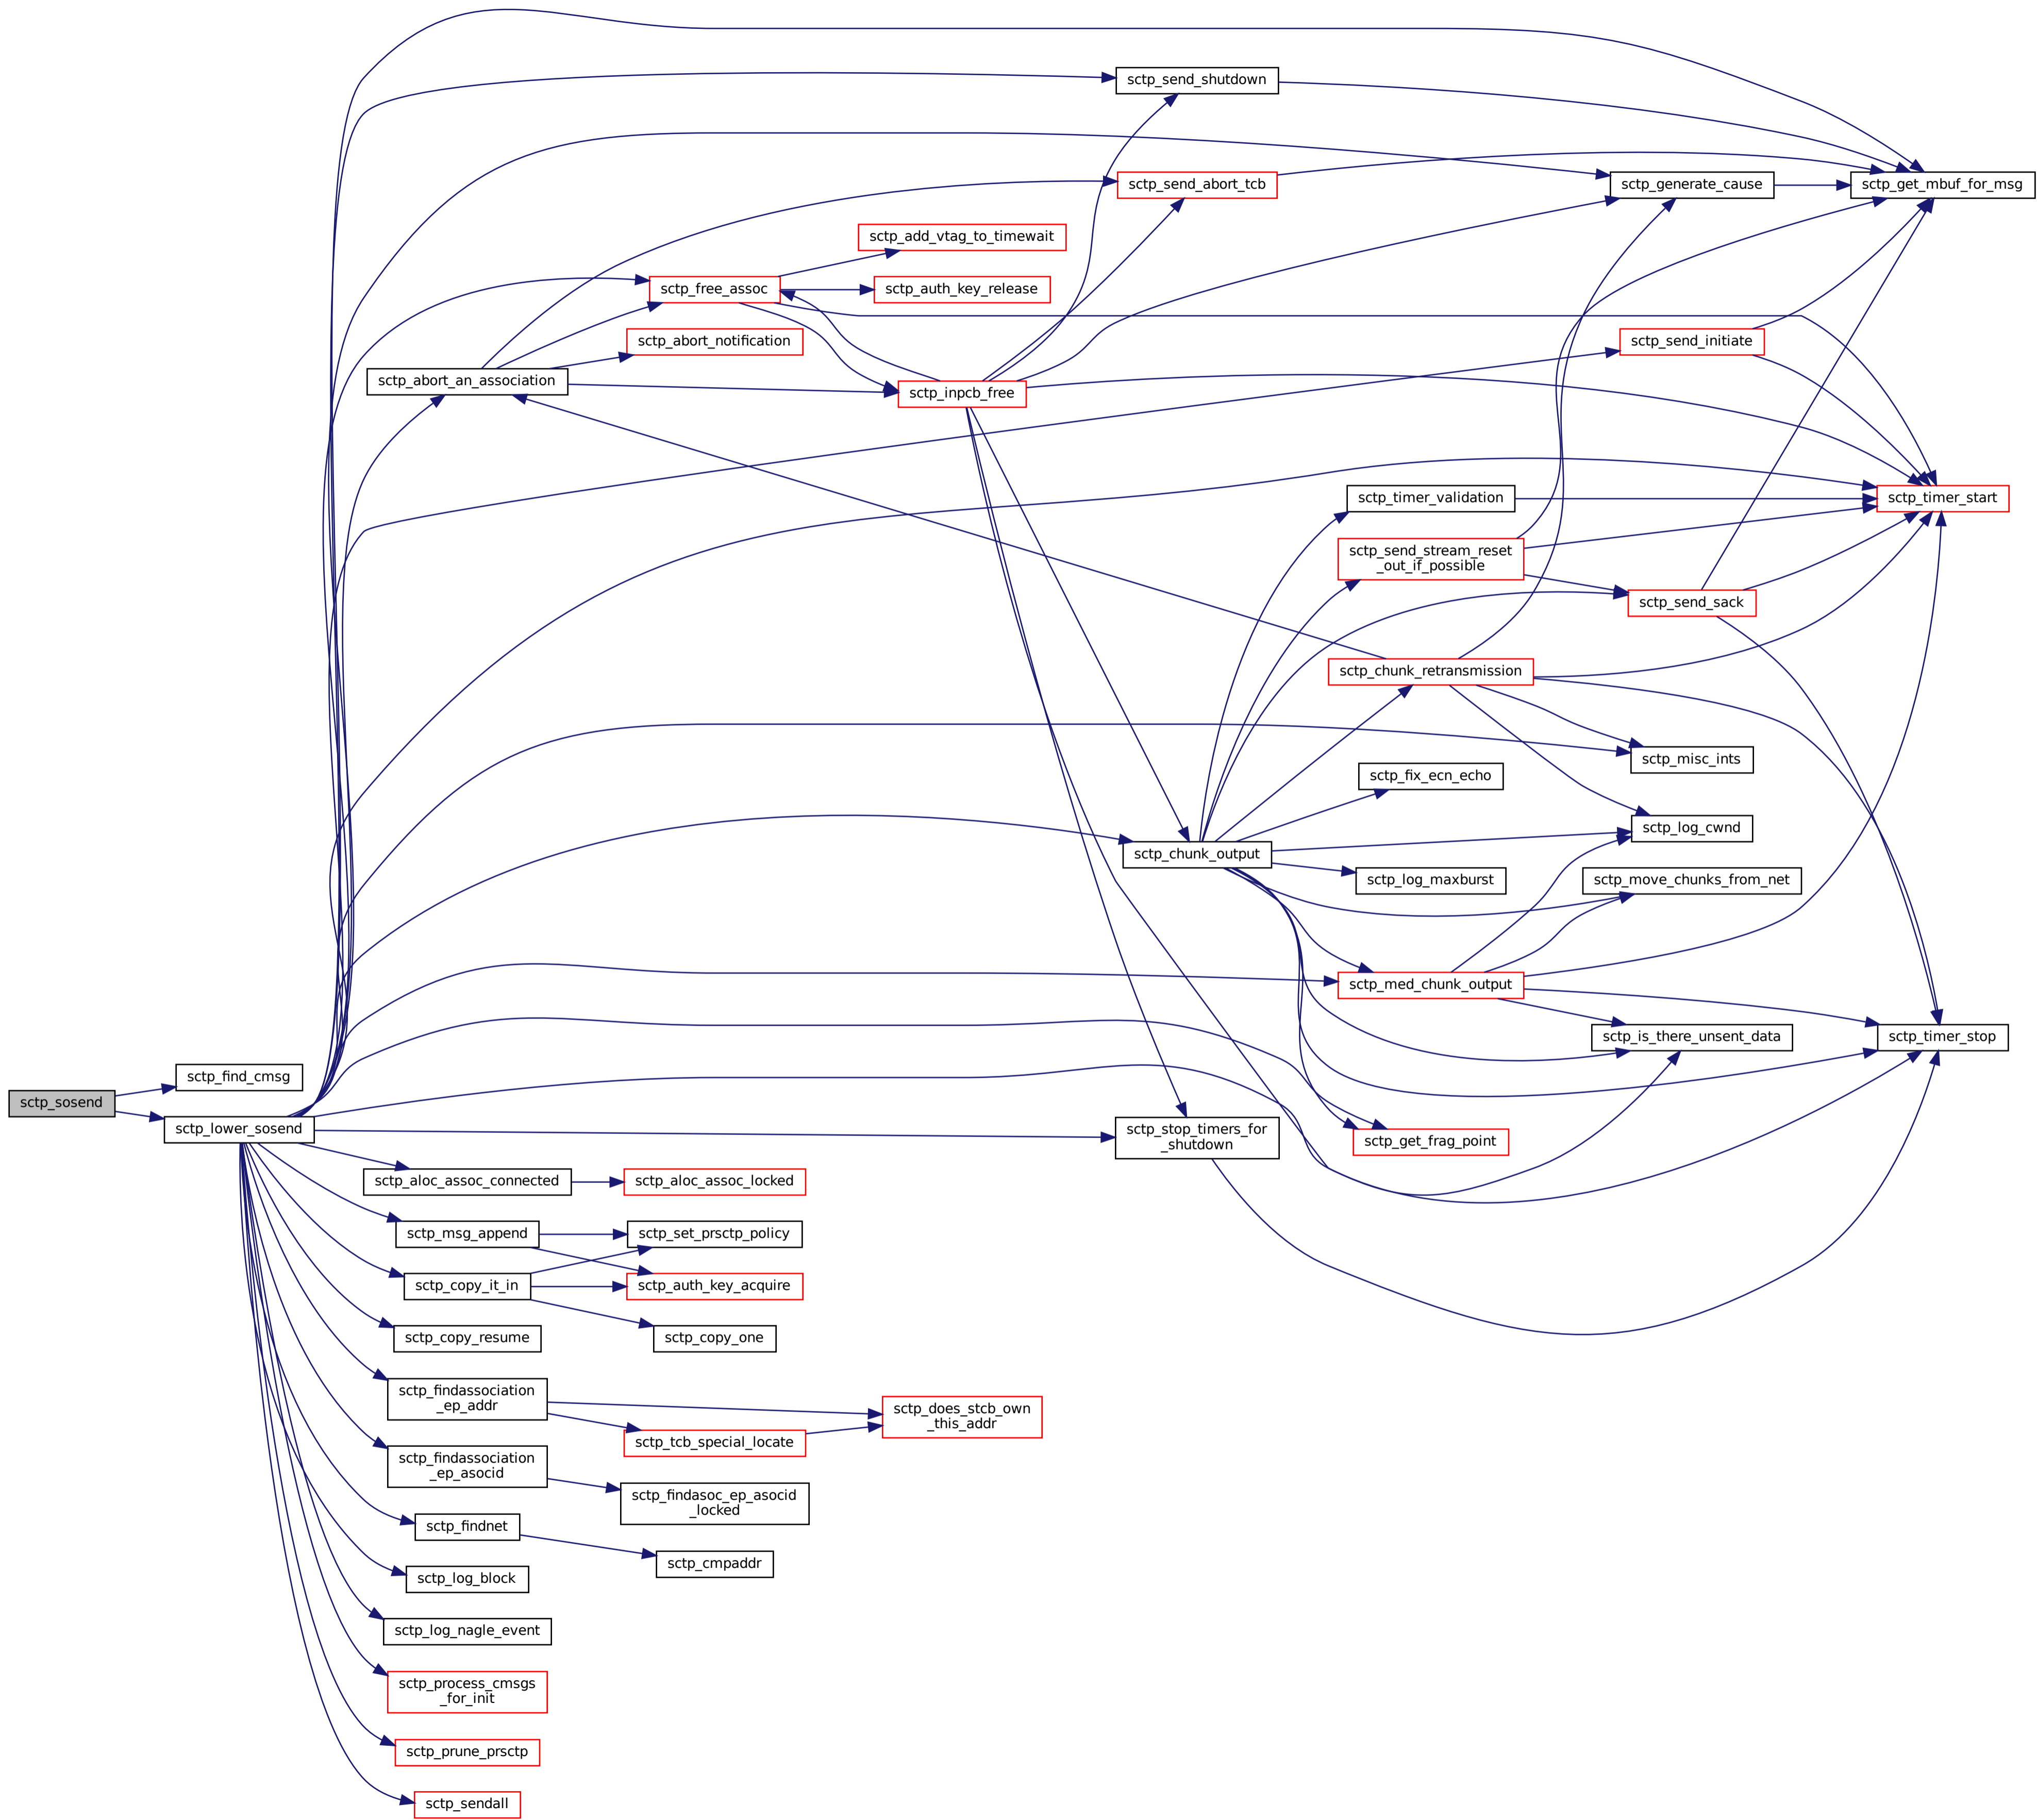 sctp_send_shutdown
sctp_send_abort_tcb
sctp_generate_cause
sctp_get_mbuf_for_msg
sctp_add_vtag_to_timewait
sctp_free_assoc
sctp_auth_key_release
sctp_abort_notification
sctp_send_initiate
sctp_abort_an_association
sctp_inpcb_free
sctp_timer_validation
sctp_timer_start
sctp_send_stream_reset
_out_if_possible
sctp_send_sack
sctp_chunk_retransmission
sctp_misc_ints
sctp_fix_ecn_echo
sctp_log_cwnd
sctp_chunk_output
sctp_log_maxburst
sctp_move_chunks_from_net
sctp_med_chunk_output
sctp_is_there_unsent_data
sctp_timer_stop
sctp_find_cmsg
sctp_sosend
sctp_lower_sosend
sctp_stop_timers_for
_shutdown
sctp_get_frag_point
sctp_aloc_assoc_connected
sctp_aloc_assoc_locked
sctp_msg_append
sctp_set_prsctp_policy
sctp_copy_it_in
sctp_auth_key_acquire
sctp_copy_resume
sctp_copy_one
sctp_findassociation
_ep_addr
sctp_does_stcb_own
_this_addr
sctp_tcb_special_locate
sctp_findassociation
_ep_asocid
sctp_findasoc_ep_asocid
_locked
sctp_findnet
sctp_cmpaddr
sctp_log_block
sctp_log_nagle_event
sctp_process_cmsgs
_for_init
sctp_prune_prsctp
sctp_sendall